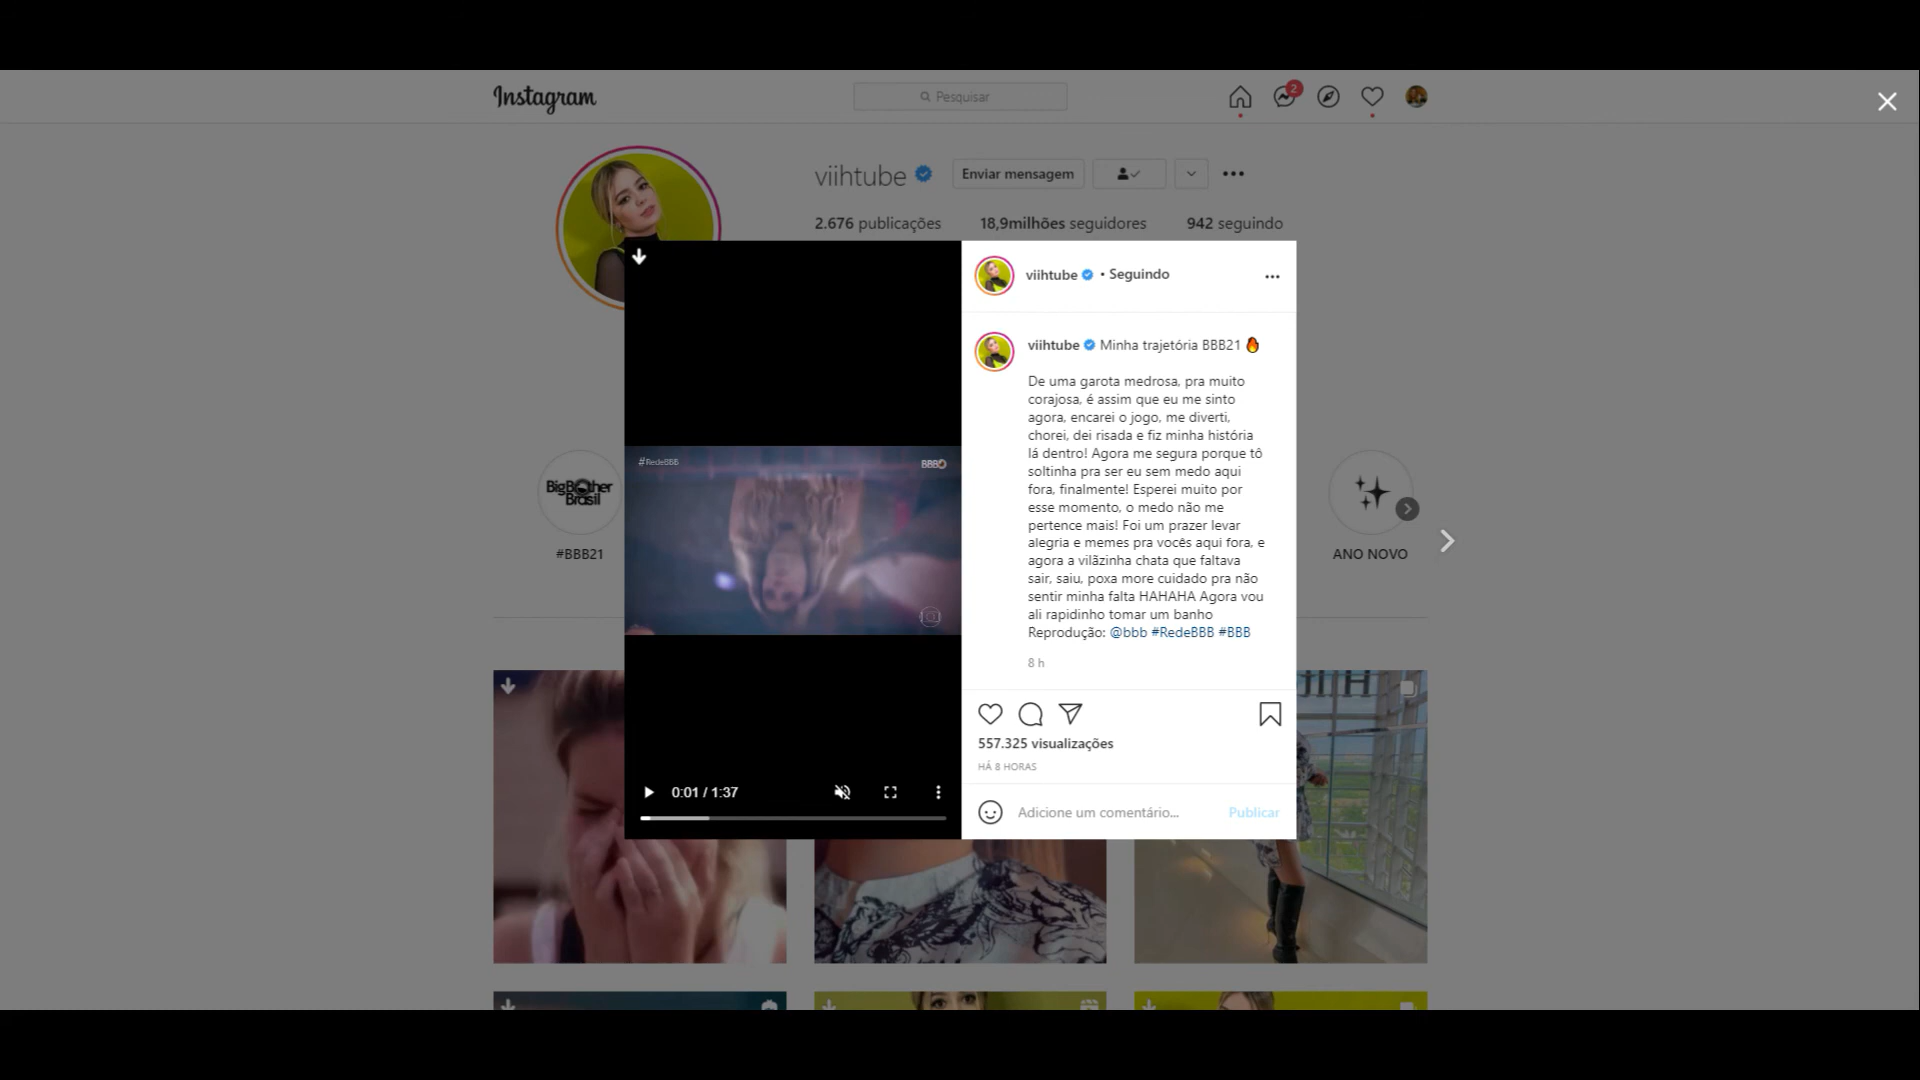 Instagram
Pesquisar
2
viihtube
Enviar mensagem
2.676 publicações 18,9milhões seguidores 942 seguindo
viihtube • Seguindo
viihtube Minha trajetória BBB21 🔥
De uma garota medrosa, pra muito
corajosa, é assim que eu me sinto
agora, encarei o jogo, me diverti,
chorei, dei risada e fiz minha história
lá dentro! Agora me segura porque tô
soltinha pra ser eu sem medo aqui
fora, finalmente! Esperei muito por
esse momento, o medo não me
pertence mais! Foi um prazer levar
alegria e memes pra vocês aqui fora, e
agora a vilãzinha chata que faltava
sair, saiu, poxa more cuidado pra não
sentir minha falta HAHAHA Agora vou
ali rapidinho tomar um banho
Reprodução: @bbb #RedeBBB #BBB
8 h
#RedeBBB
BBB
BigBrother
Brasil
#BBB21
ANO NOVO
557.325 visualizações
HÁ 8 HORAS
0:01 / 1:37
Adicione um comentário...
Publicar